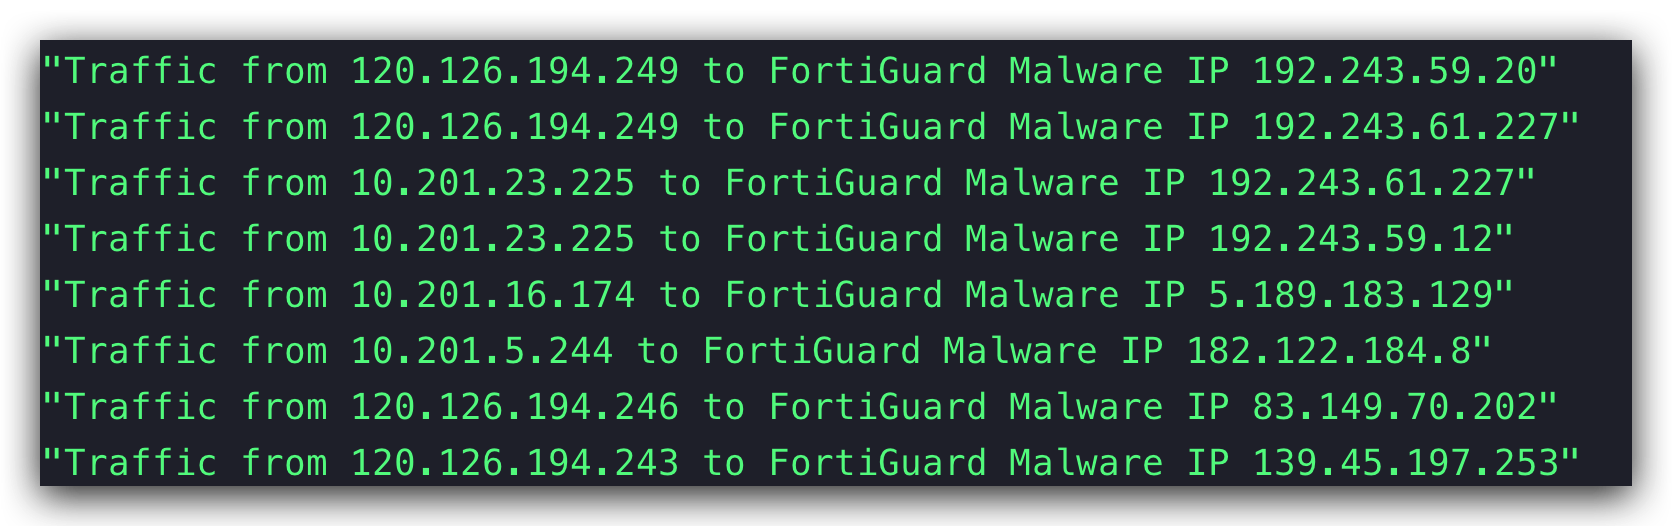 "Traffic from 120.126.194.249 to FortiGuard Malware IP 192.243.59.20"
"Traffic from 120.126.194.249 to FortiGuard Malware IP 192.243.61.227"
"Traffic from 10.201.23.225 to FortiGuard Malware IP 192.243.61.227"
"Traffic from 10.201.23.225 to FortiGuard Malware IP 192.243.59.12"
"Traffic from 10.201.16.174 to FortiGuard Malware IP 5.189.183.129"
"Traffic from 10.201.5.244 to FortiGuard Malware IP 182.122.184.8"
"Traffic from 120.126.194.246 to FortiGuard Malware IP 83.149.70.202"
"Traffic from 120.126.194.243 to FortiGuard Malware IP 139.45.197.253"